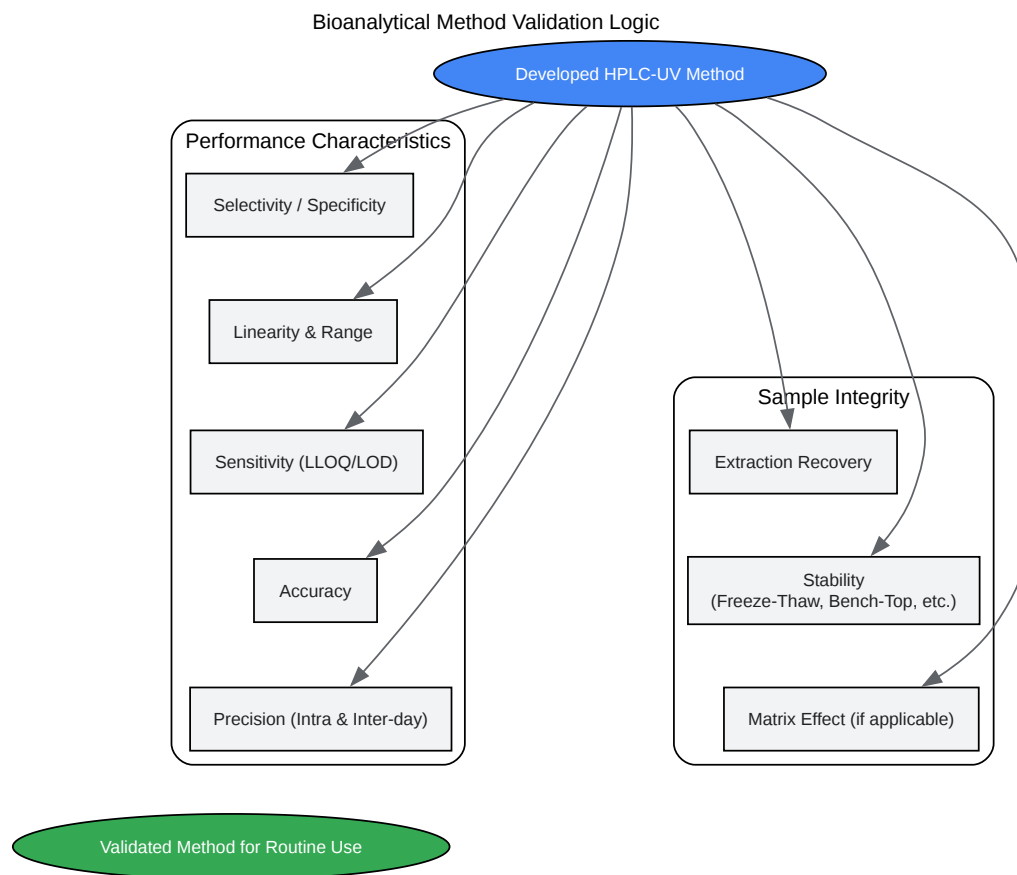 Bioanalytical Method Validation Logic
Developed HPLC-UV Method
Performance Characteristics
Selectivity / Specificity
Linearity & Range
Sensitivity (LLOQ/LOD)
Accuracy
Precision (Intra & Inter-day)
Sample Integrity
Extraction Recovery
Stability
(Freeze-Thaw, Bench-Top, etc.)
Matrix Effect (if applicable)
Validated Method for Routine Use